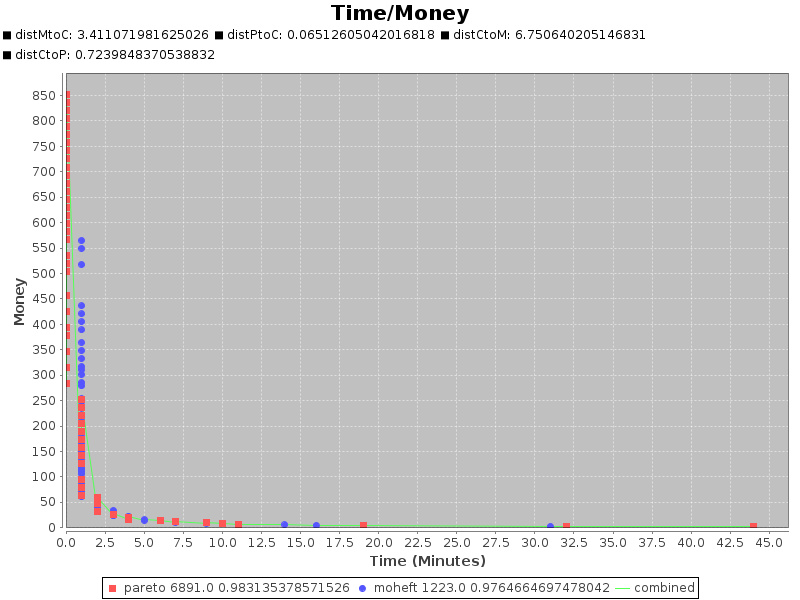 Time/Money
distMtoC: 3.411071981625026 distPtoC: 0.06512605042016818 distCtoM: 6.750640205146831
distCtoP: 0.7239848370538832
850
800
750
700
650
600
550
500
450
400
350
300
250
200
150
100
50
0
Money
0.0 2.5 5.0 7.5 10.0 12.5 15.0 17.5 20.0 22.5 25.0 27.5 30.0 32.5 35.0 37.5 40.0 42.5 45.0
Time (Minutes)
pareto 6891.0 0.983135378571526 moheft 1223.0 0.9764664697478042 combined